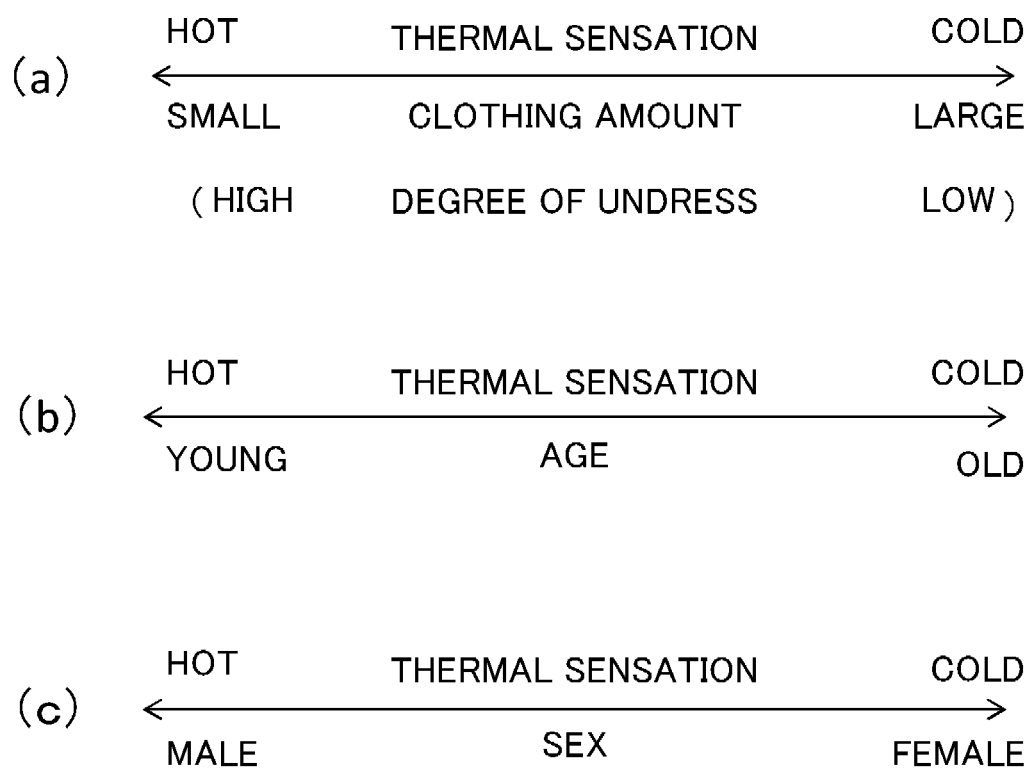 HOT THERMAL SENSATION COLD
(a)
SMALL CLOTHING AMOUNT LARGE
(HIGH DEGREE OF UNDRESS LOW)
HOT THERMAL SENSATION COLD
(b)
YOUNG AGE OLD
HOT THERMAL SENSATION COLD
(c)
MALE SEX FEMALE